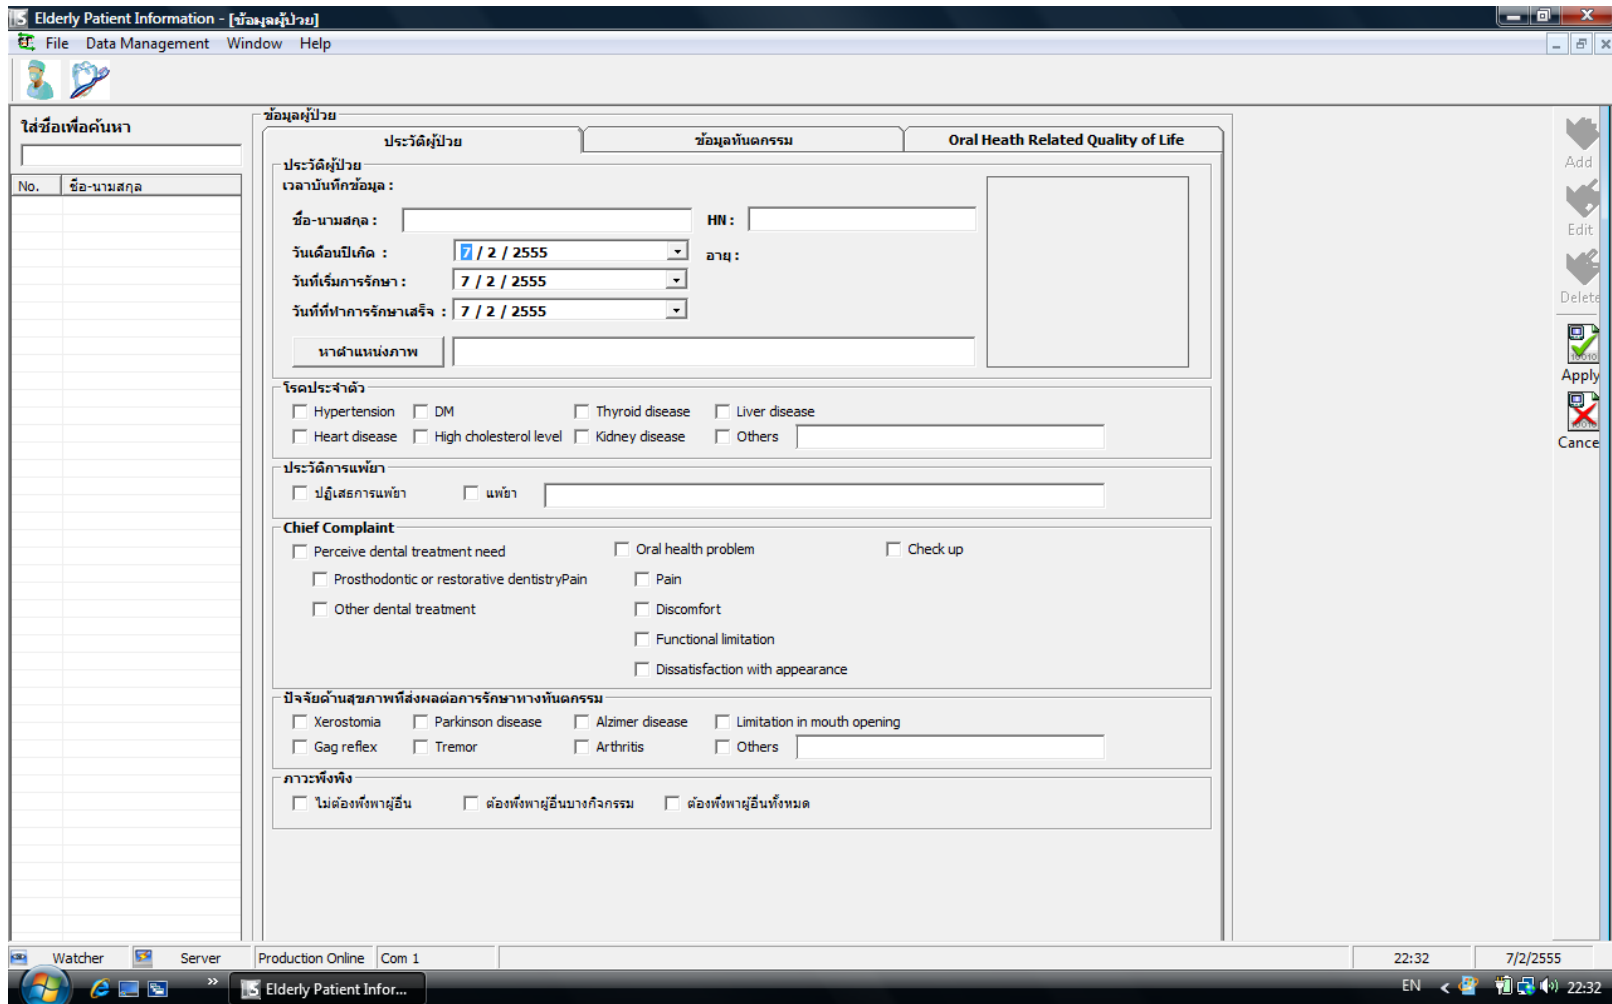 Elderly Patient Information - [ข้อมูลผู้ป่วย]
File Data Management Window Help
ใส่ชื่อเพื่อค้นหา
No. ชื่อ-นามสกุล
ข้อมูลผู้ป่วย
ประวัติผู้ป่วย ข้อมูลทันตกรรม Oral Heath Related Quality of Life
ประวัติผู้ป่วย
เวลาบันทึกข้อมูล :
ชื่อ-นามสกุล : HN :
วันเดือนปีเกิด : 7 / 2 / 2555 อายุ :
วันที่เริ่มการรักษา : 7 / 2 / 2555
วันที่ที่ทำการรักษาเสร็จ : 7 / 2 / 2555
หาตำแหน่งภาพ
โรคประจำตัว
Hypertension DM Thyroid disease Liver disease
Heart disease High cholesterol level Kidney disease Others
ประวัติการแพ้ยา
ปฏิเสธการแพ้ยา แพ้ยา
Chief Complaint
Perceive dental treatment need Oral health problem Check up
Prosthodontic or restorative dentistryPain Pain
Other dental treatment Discomfort
Functional limitation
Dissatisfaction with appearance
ปัจจัยด้านสุขภาพที่ส่งผลต่อการรักษาทางทันตกรรม
Xerostomia Parkinson disease Alzimer disease Limitation in mouth opening
Gag reflex Tremor Arthritis Others
ภาวะพึ่งพิง
ไม่ต้องพึ่งพาผู้อื่น ต้องพึ่งพาผู้อื่นบางกิจกรรม ต้องพึ่งพาผู้อื่นทั้งหมด
Add
Edit
Delete
Apply
Cance
Watcher Server Production Online Com 1 22:32 7/2/2555
Elderly Patient Infor... EN 22:32